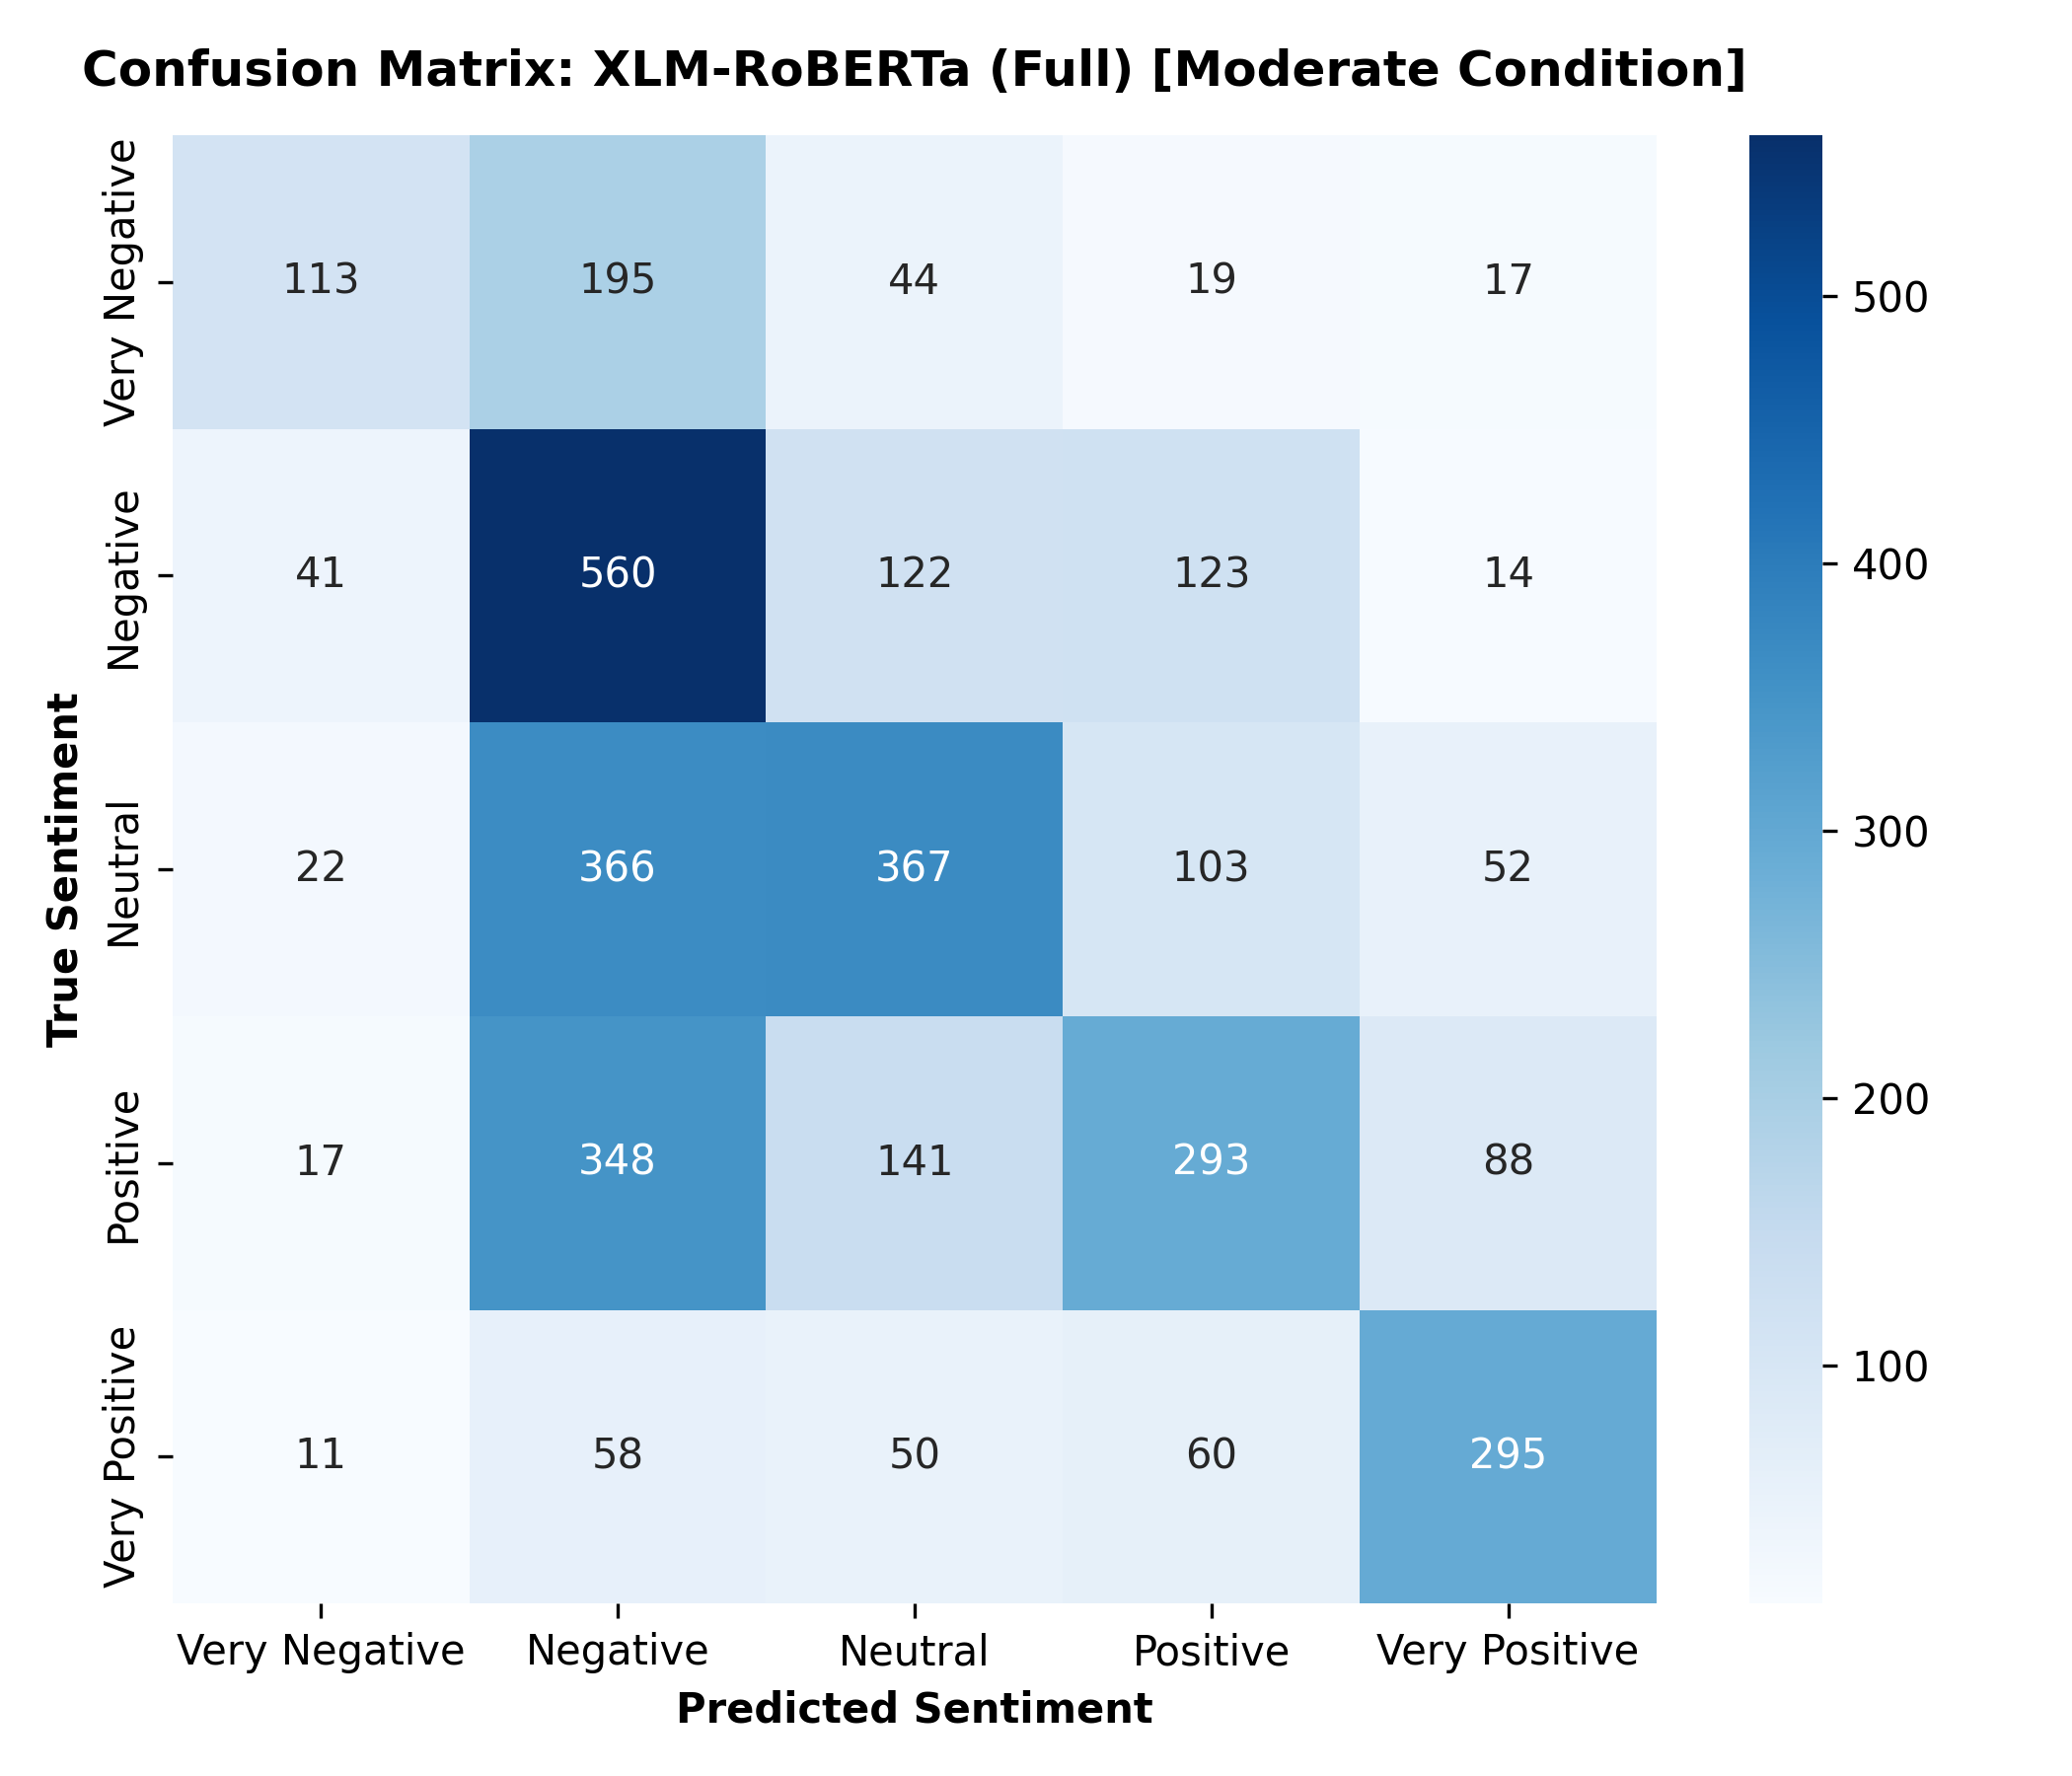 Confusion Matrix: XLM-RoBERTa (Full) [Moderate Condition]
True Sentiment
Very Negative
113 195 44 19 17
Negative
41 560 122 123 14
Neutral
22 366 367 103 52
Positive
17 348 141 293 88
Very Positive
11 58 50 60 295
Very Negative Negative Neutral Positive Very Positive
Predicted Sentiment
500
400
300
200
100